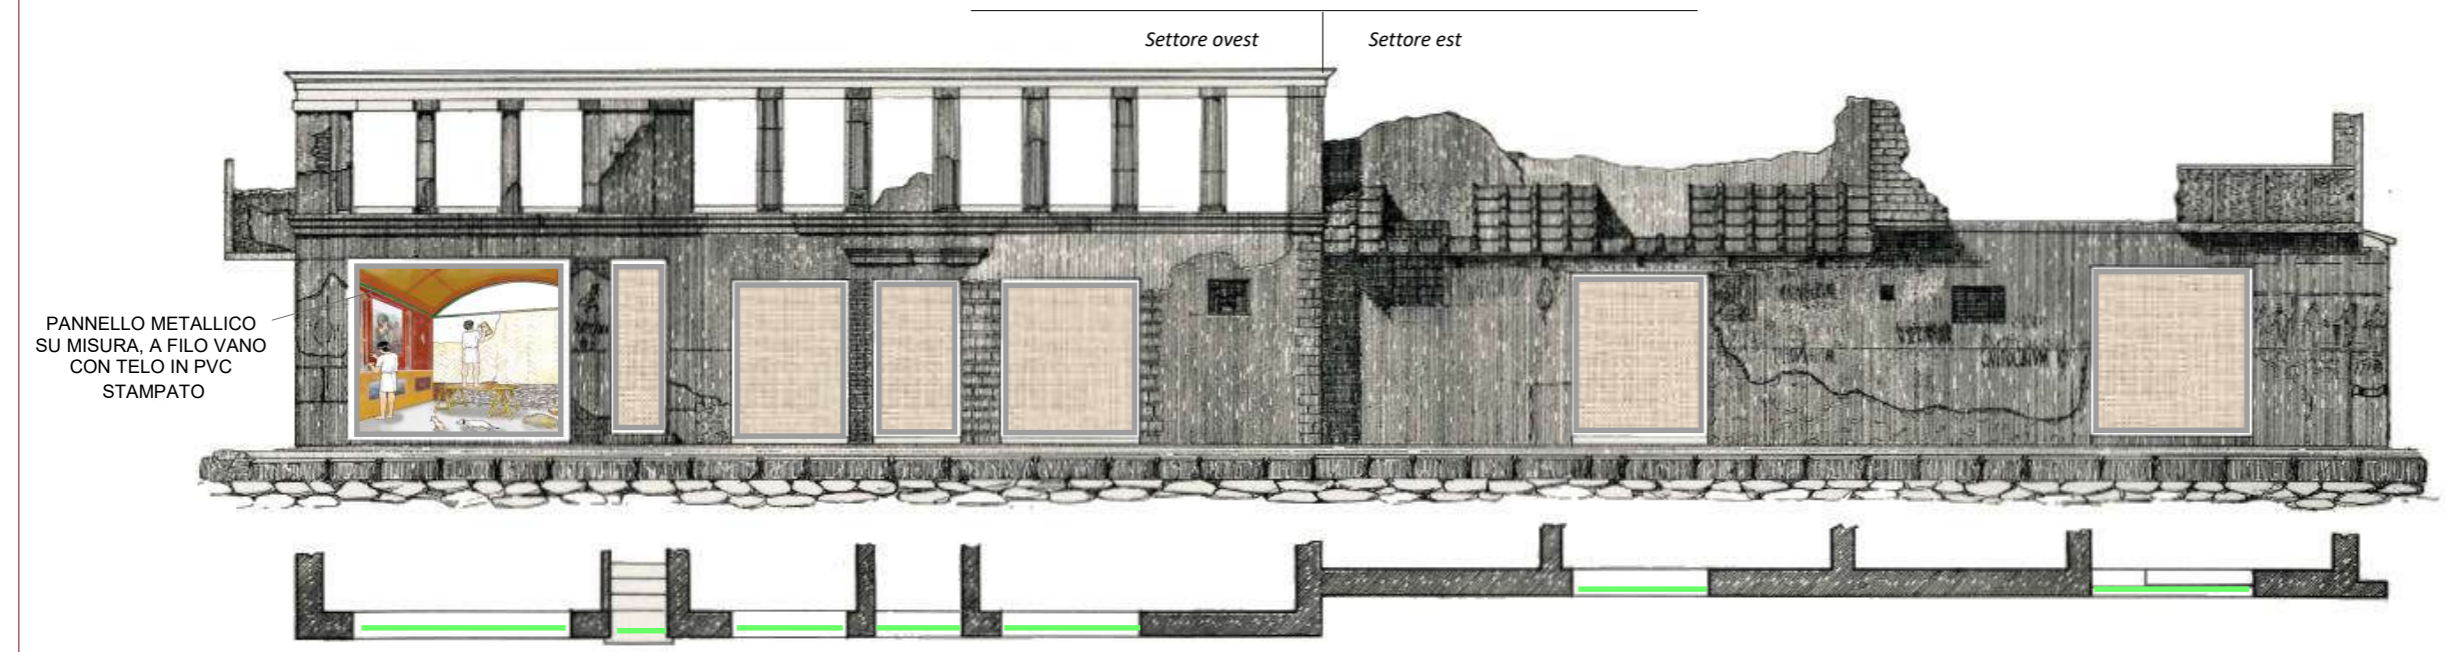 Settore ovest
Settore est
PANNELLO METALLICO
SU MISURA, A FILO VANO
CON TELO IN PVC
STAMPATO